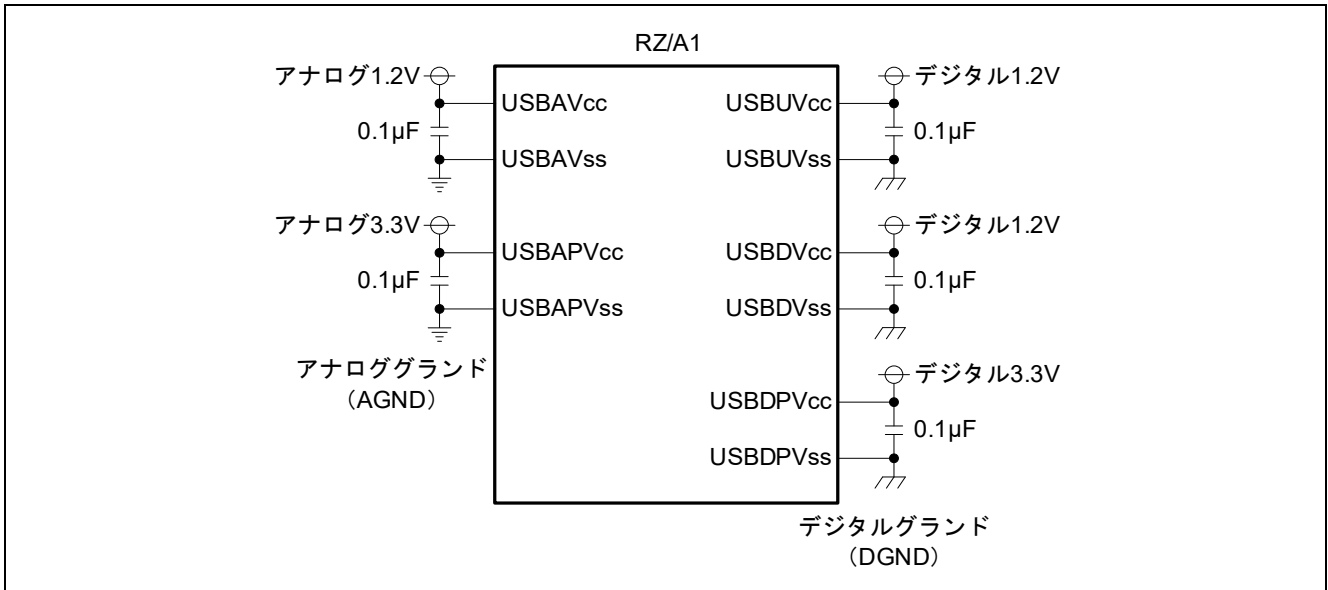 RZ/A1
アナログ1.2V
USBAVcc
0.1µF
USBAVss
アナログ3.3V
USBAPVcc
0.1µF
USBAPVss
アナロググランド
（AGND）
デジタル1.2V
USBUVcc
0.1µF
USBUVss
デジタル1.2V
USBDVcc
0.1µF
USBDVss
デジタル3.3V
USBDPVcc
0.1µF
USBDPVss
デジタルグランド
（DGND）